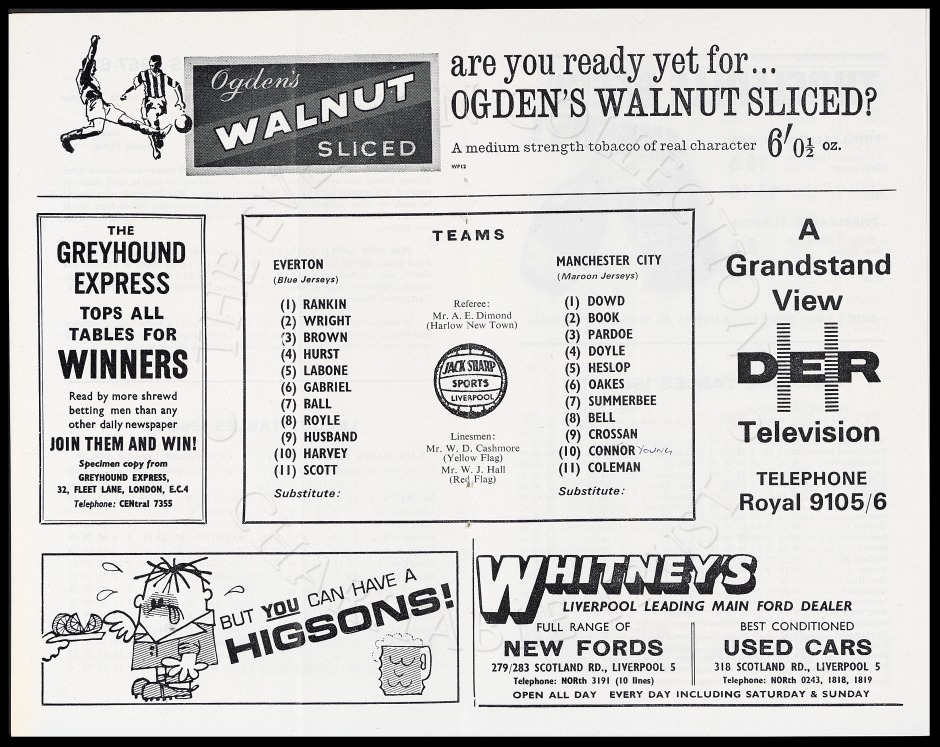 Ogden's
WALNUT
SLICED
are you ready yet for...
OGDEN'S WALNUT SLICED?
A medium strength tobacco of real character 6'0½ oz.
WP12
THE
GREYHOUND
EXPRESS
TOPS ALL
TABLES FOR
WINNERS
Read by more shrewd
betting men than any
other daily newspaper
JOIN THEM AND WIN!
Specimen copy from
GREYHOUND EXPRESS,
32, FLEET LANE, LONDON, E.C.4
Telephone: CENtral 7355
TEAMS
EVERTON
(Blue Jerseys)
(1) RANKIN
(2) WRIGHT
(3) BROWN
(4) HURST
(5) LABONE
(6) GABRIEL
(7) BALL
(8) ROYLE
(9) HUSBAND
(10) HARVEY
(11) SCOTT
Substitute:
Referee:
Mr. A. E. Dimond
(Harlow New Town)
JACK SHARP
SPORTS
LIVERPOOL
Linesmen:
Mr. W. D. Cashmore
(Yellow Flag)
Mr. W. J. Hall
(Red Flag)
MANCHESTER CITY
(Maroon Jerseys)
(1) DOWD
(2) BOOK
(3) PARDOE
(4) DOYLE
(5) HESLOP
(6) OAKES
(7) SUMMERBEE
(8) BELL
(9) CROSSAN
(10) CONNOR YOUNG
(11) COLEMAN
Substitute:
A
Grandstand
View
DER
Television
TELEPHONE
Royal 9105/6
BUT YOU CAN HAVE A
HIGSONS!
WHITNEY'S
LIVERPOOL LEADING MAIN FORD DEALER
FULL RANGE OF
NEW FORDS
279/283 SCOTLAND RD., LIVERPOOL 5
Telephone: NORth 3191 (10 lines)
BEST CONDITIONED
USED CARS
318 SCOTLAND RD., LIVERPOOL 5
Telephone: NORth 0243, 1818, 1819
OPEN ALL DAY EVERY DAY INCLUDING SATURDAY & SUNDAY